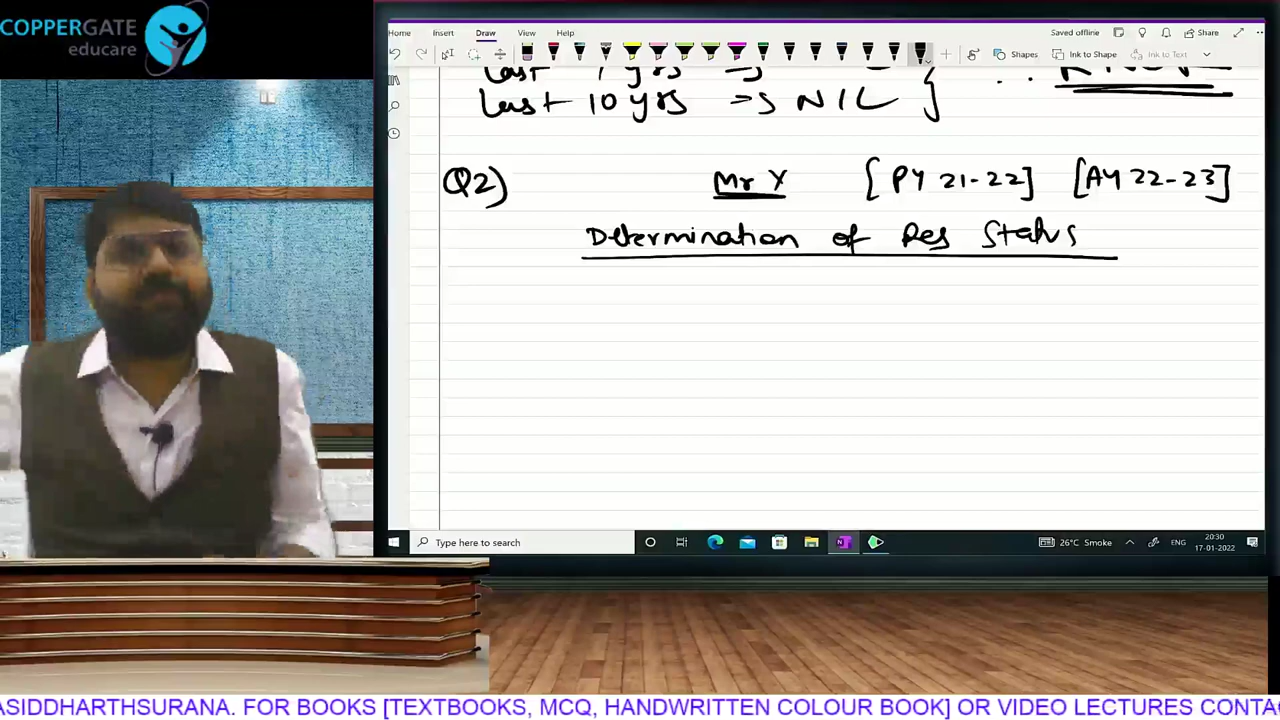 COPPERGATE
educare
Home Insert Draw View Help
Saved offline
Share
Shapes
Ink to Shape
Ink to Text
last yrs
last 10 yrs => NIL
Q2) Mr X [PY 21-22] [AY 22-23]
Determination of Res Status
Type here to search
26°C Smoke
ENG
20:30
17-01-2022
ASIDDHARTHSURANA. FOR BOOKS [TEXTBOOKS, MCQ, HANDWRITTEN COLOUR BOOK] OR VIDEO LECTURES CONTA